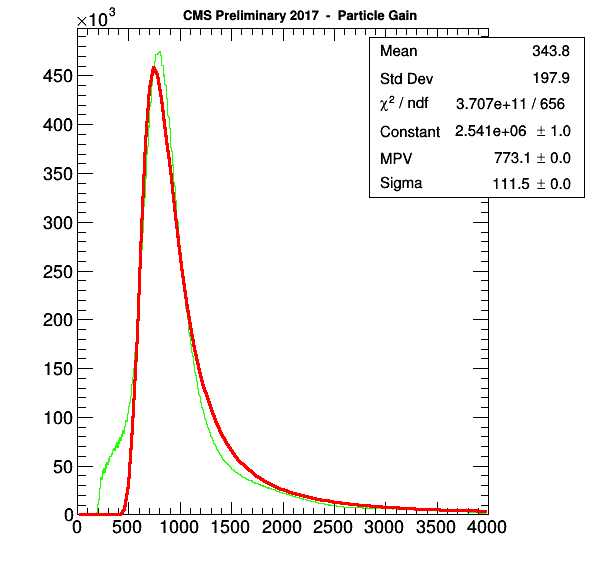 CMS Preliminary 2017 - Particle Gain
×10³
Mean 343.8
Std Dev 197.9
χ² / ndf 3.707e+11 / 656
Constant 2.541e+06 ± 1.0
MPV 773.1 ± 0.0
Sigma 111.5 ± 0.0
450
400
350
300
250
200
150
100
50
0
0 500 1000 1500 2000 2500 3000 3500 4000